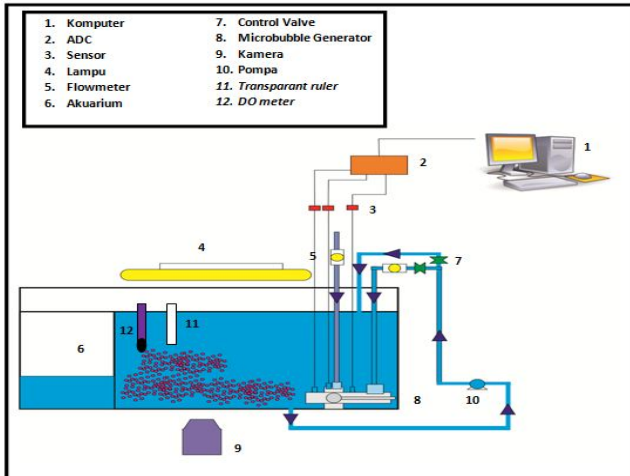 1. Komputer
2. ADC
3. Sensor
4. Lampu
5. Flowmeter
6. Akuarium
7. Control Valve
8. Microbubble Generator
9. Kamera
10. Pompa
11. Transparant ruler
12. DO meter
1
2
3
4
5
7
12
11
6
8
10
9